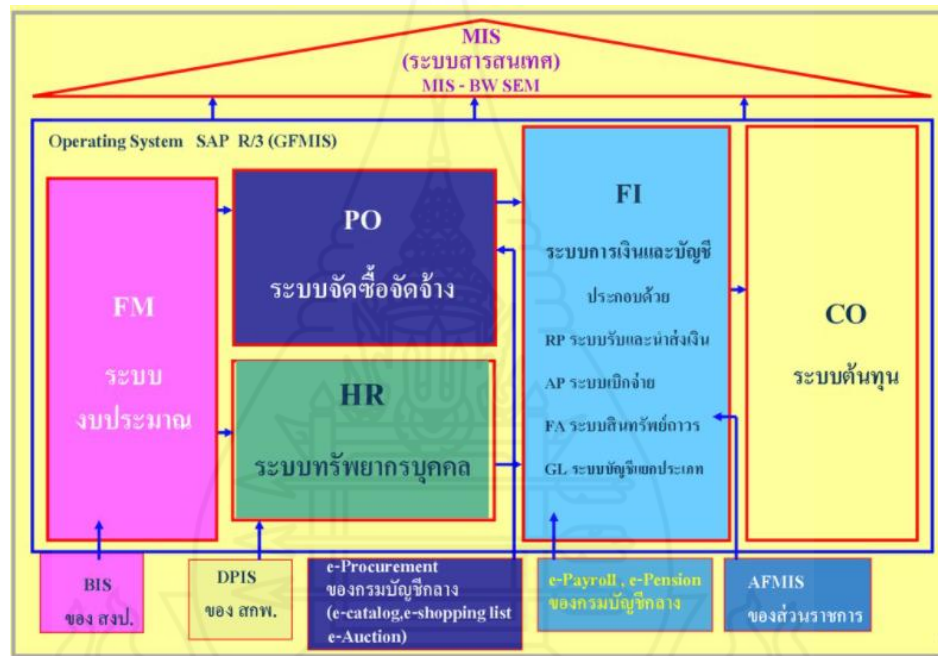 MIS
(ระบบสารสนเทศ)
MIS - BW SEM
Operating System SAP R/3 (GFMIS)
FM
ระบบ
งบประมาณ
PO
ระบบจัดซื้อจัดจ้าง
HR
ระบบทรัพยากรบุคคล
FI
ระบบการเงินและบัญชี
ประกอบด้วย
RP ระบบรับและนำส่งเงิน
AP ระบบเบิกจ่าย
FA ระบบสินทรัพย์ถาวร
GL ระบบบัญชีแยกประเภท
CO
ระบบต้นทุน
BIS
ของ สงป.
DPIS
ของ สกพ.
e-Procurement
ของกรมบัญชีกลาง
(e-catalog,e-shopping list
e-Auction)
e-Payroll , e-Pension
ของกรมบัญชีกลาง
AFMIS
ของส่วนราชการ